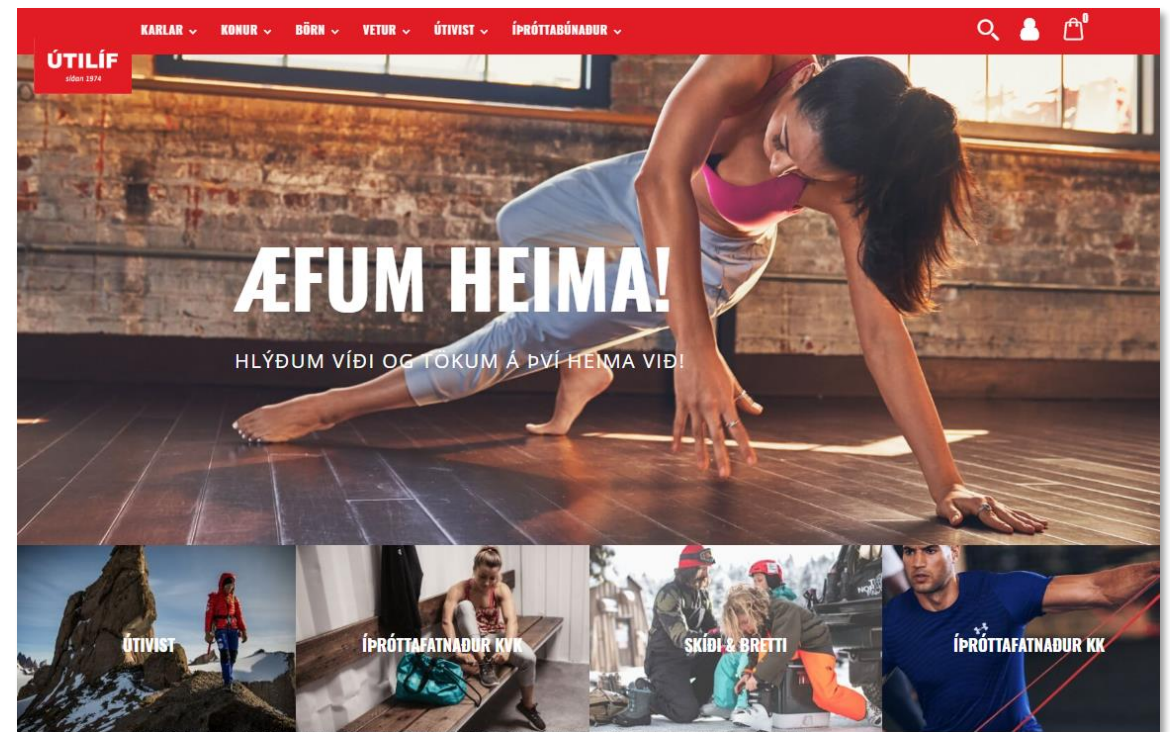 KARLAR
KONUR
BÖRN
VETUR
ÚTIVIST
ÍÞRÓTTABÚNAÐUR
0
ÚTILÍF
síðan 1974
ÆFUM HEIMA!
HLÝÐUM VÍÐI OG TÖKUM Á ÞVÍ HEIMA VIÐ!
ÚTIVIST
ÍÞRÓTTAFATNAÐUR KVK
SKÍÐI & BRETTI
ÍÞRÓTTAFATNAÐUR KK